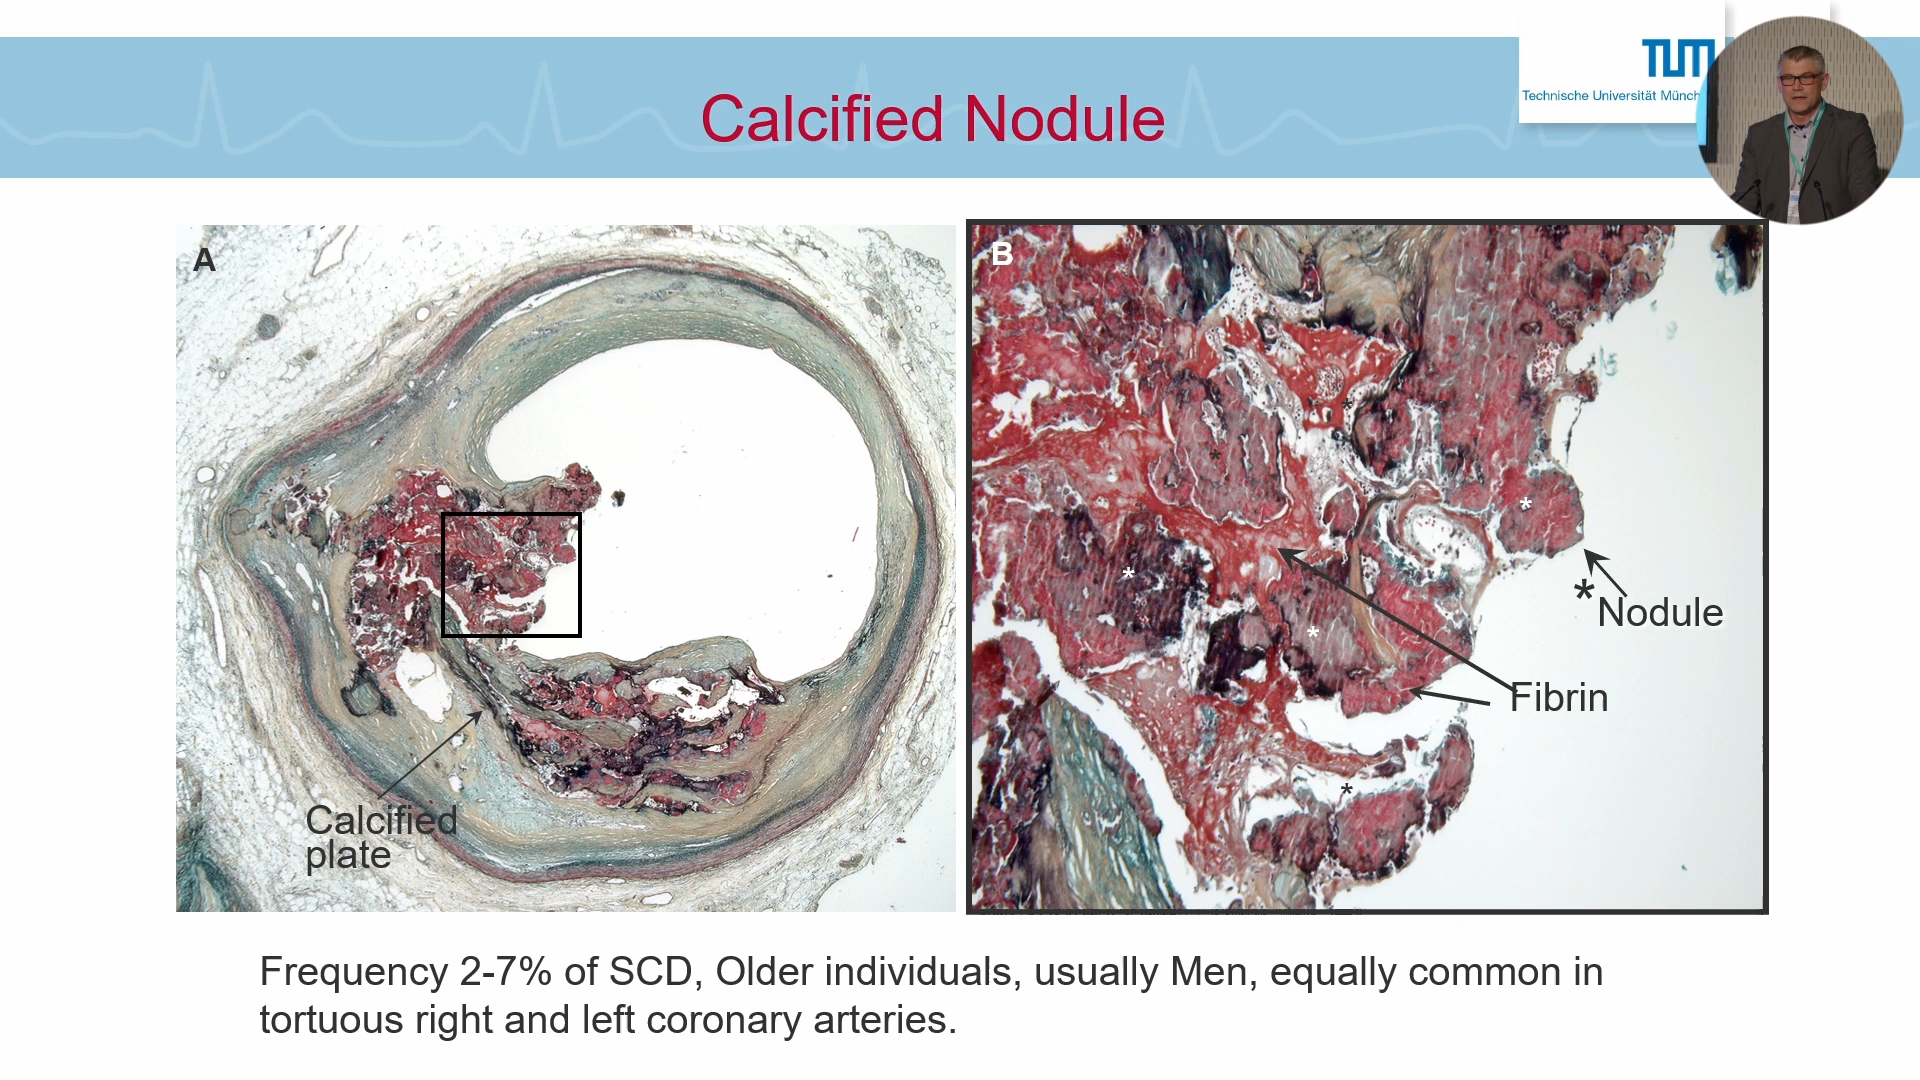 TUM
Technische Universität Münch
Calcified Nodule
A
B
*
*
*
*
*
*
*
Nodule
Fibrin
Calcified
plate
Frequency 2-7% of SCD, Older individuals, usually Men, equally common in
tortuous right and left coronary arteries.